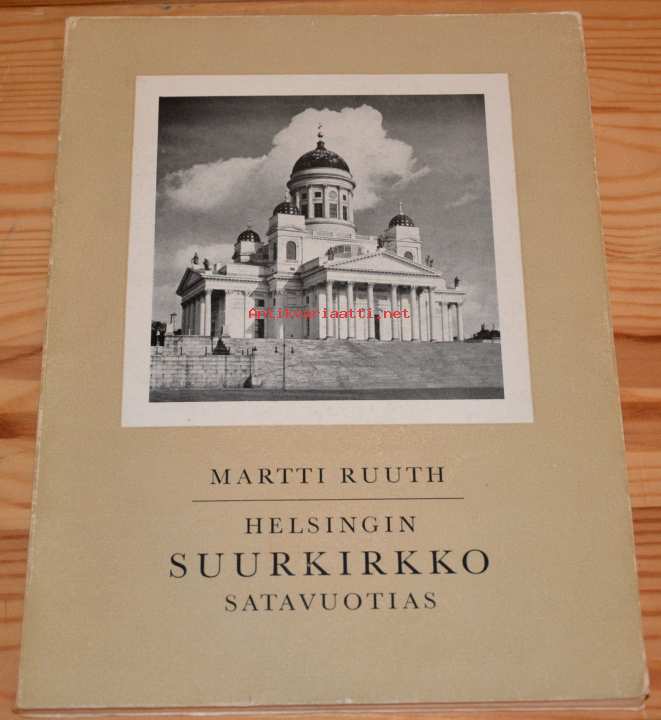 Antikvariaatti.net
MARTTI RUUTH
HELSINGIN
SUURKIRKKO
SATAVUOTIAS